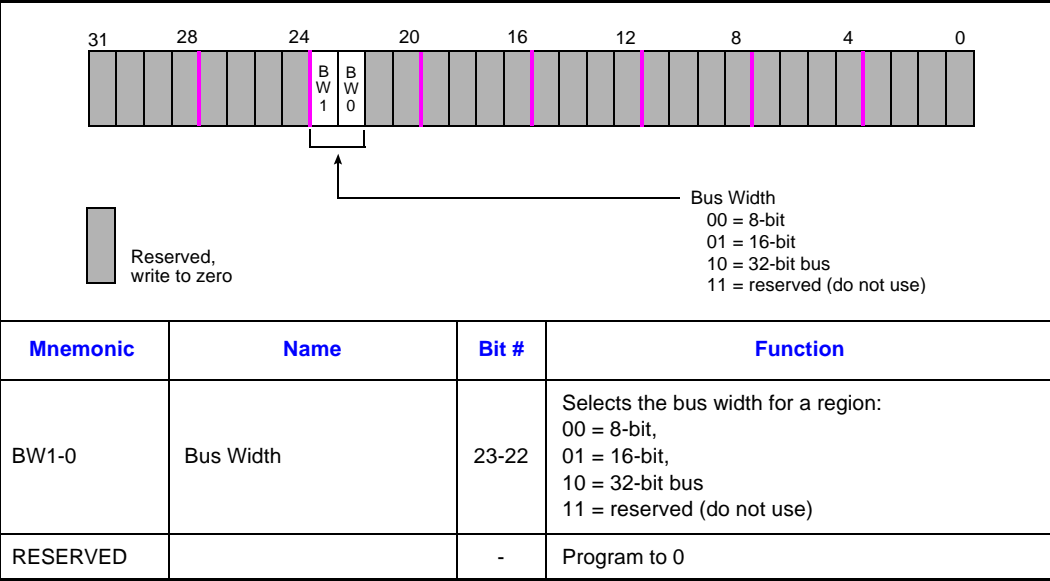 31 28 24 20 16 12 8 4 0
B W 1
B W 0
Bus Width
00 = 8-bit
01 = 16-bit
10 = 32-bit bus
11 = reserved (do not use)
Reserved,
write to zero
Mnemonic Name Bit # Function
BW1-0 Bus Width 23-22 Selects the bus width for a region:
00 = 8-bit,
01 = 16-bit,
10 = 32-bit bus
11 = reserved (do not use)
RESERVED - Program to 0